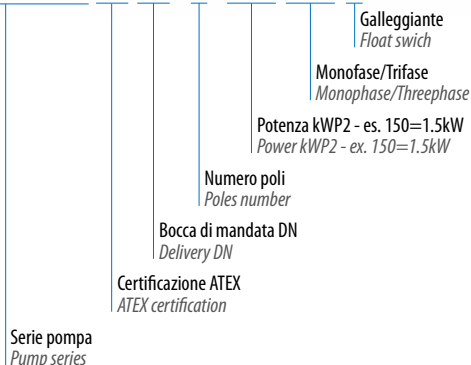 Galleggiante
Float swich
Monofase/Trifase
Monophase/Threephase
Potenza kWP2 - es. 150=1.5kW
Power kWP2 - ex. 150=1.5kW
Numero poli
Poles number
Bocca di mandata DN
Delivery DN
Certificazione ATEX
ATEX certification
Serie pompa
Pump series